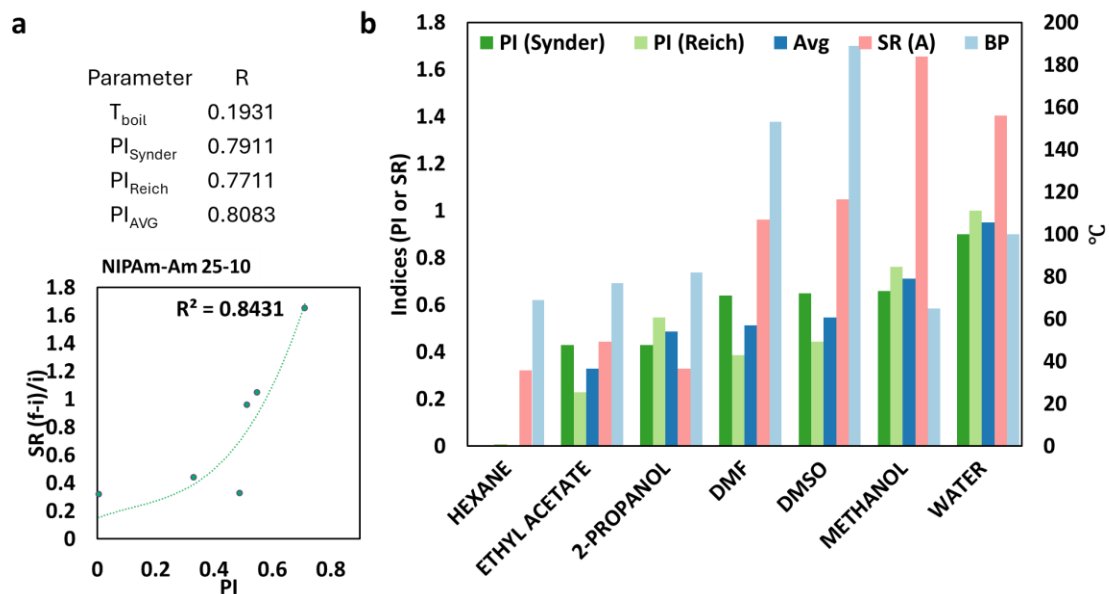 a
Parameter R
Tboil 0.1931
PISynder 0.7911
PIReich 0.7711
PIAVG 0.8083
NIPAm-Am 25-10
R² = 0.8431
SR (f-i)/i
1.8
1.6
1.4
1.2
1
0.8
0.6
0.4
0.2
0
0 0.2 0.4 0.6 0.8
PI
b
PI (Synder) PI (Reich) Avg SR (A) BP
Indices (PI or SR)
1.8
1.6
1.4
1.2
1
0.8
0.6
0.4
0.2
0
200
180
160
140
120
100
80
60
40
20
0
°C
HEXANE
ETHYL ACETATE
2-PROPANOL
DMF
DMSO
METHANOL
WATER